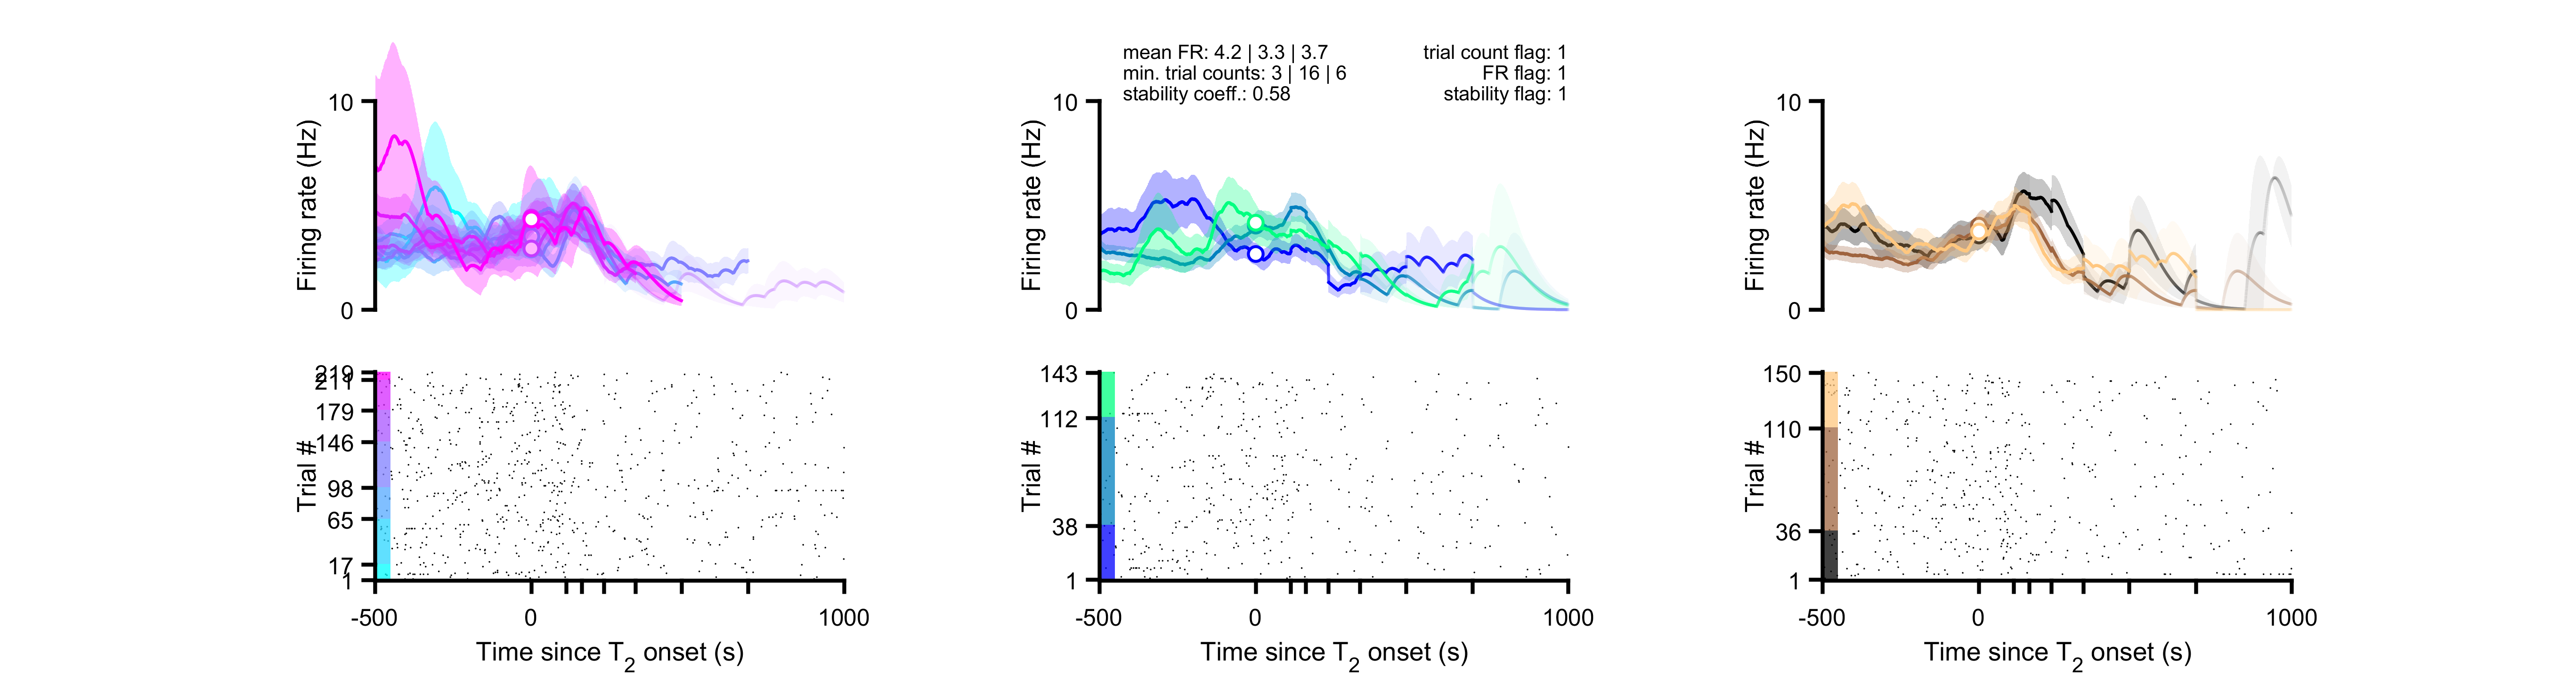 mean FR: 4.2 | 3.3 | 3.7
min. trial counts: 3 | 16 | 6
stability coeff.: 0.58
trial count flag: 1
FR flag: 1
stability flag: 1
10
Firing rate (Hz)
0
10
Firing rate (Hz)
0
10
Firing rate (Hz)
0
219
211
179
146
98
65
17
1
Trial #
-500
0
1000
Time since T2 onset (s)
143
112
38
1
Trial #
-500
0
1000
Time since T2 onset (s)
150
110
36
1
Trial #
-500
0
1000
Time since T2 onset (s)